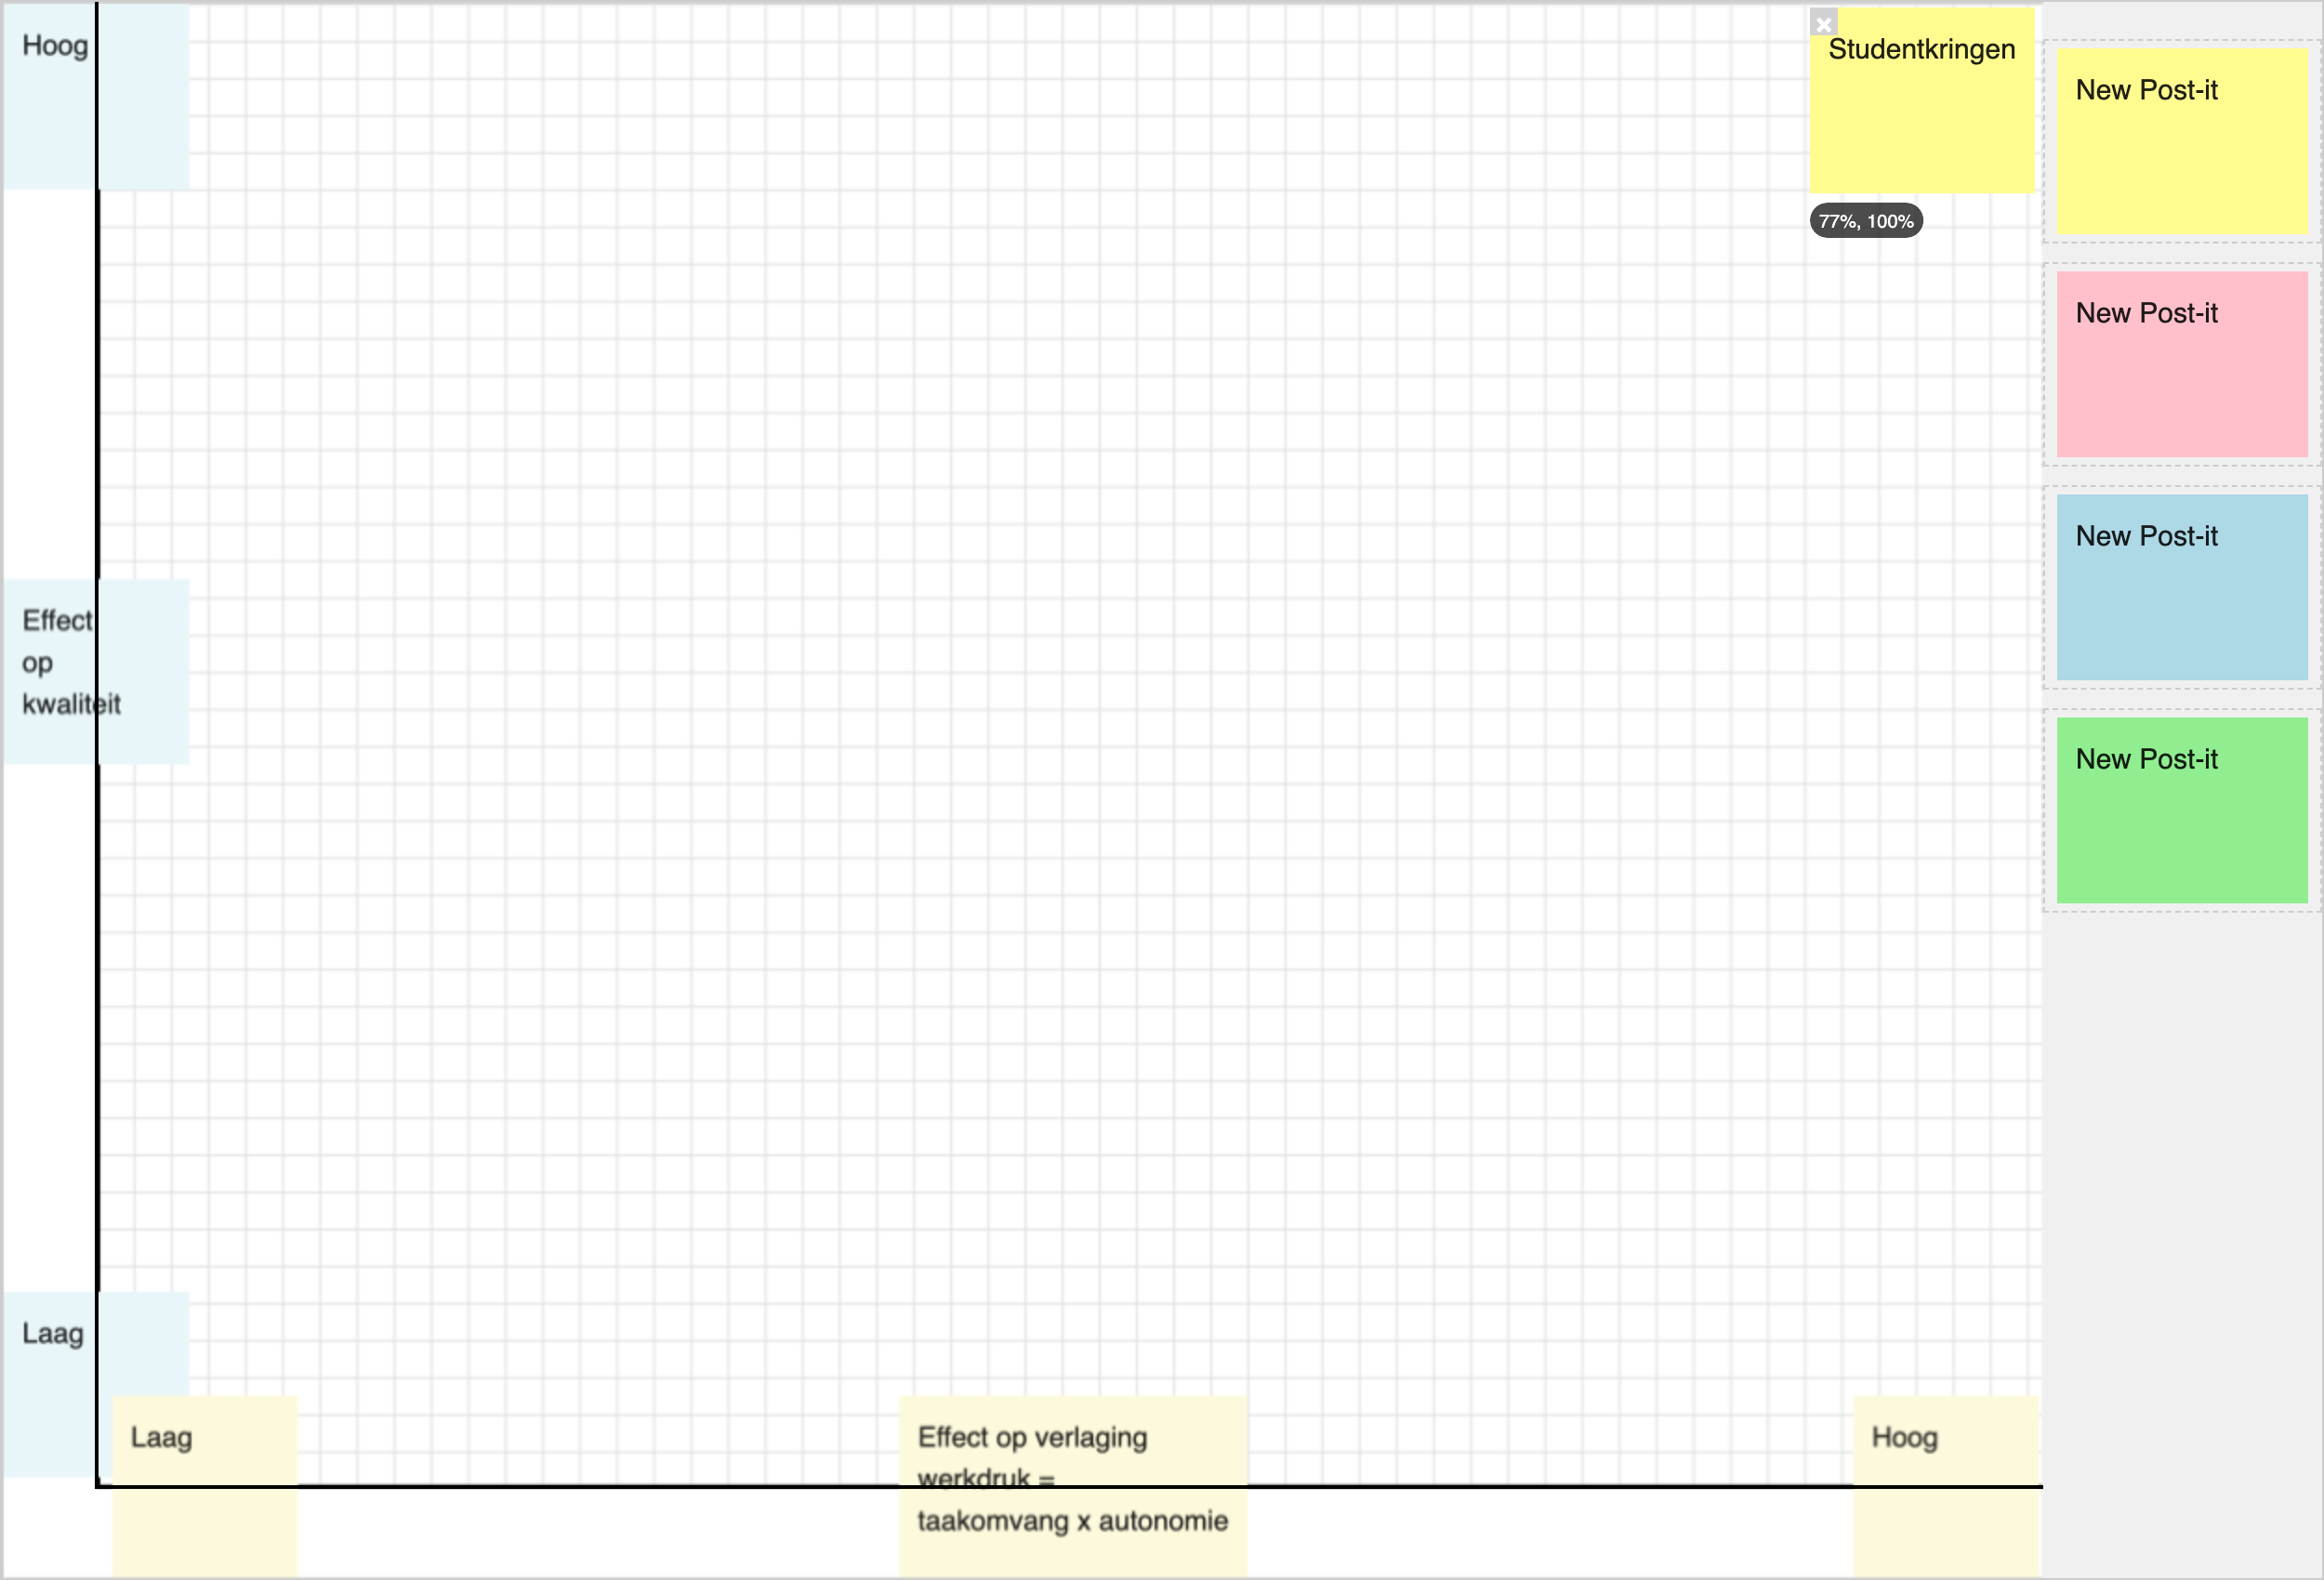 Hoog
Studentkringen
77%, 100%
New Post-it
New Post-it
New Post-it
New Post-it
Effect
op
kwaliteit
Laag
Laag
Effect op verlaging
werkdruk =
taakomvang x autonomie
Hoog